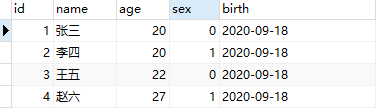 id name age sex birth
1 张三 20 0 2020-09-18
2 李四 20 1 2020-09-18
3 王五 22 0 2020-09-18
4 赵六 27 1 2020-09-18